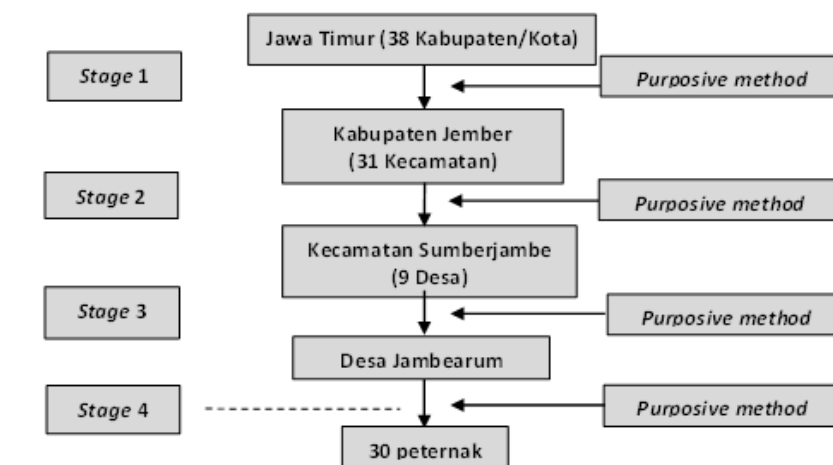 Jawa Timur (38 Kabupaten/Kota)
Stage 1
Purposive method
Kabupaten Jember
(31 Kecamatan)
Stage 2
Purposive method
Kecamatan Sumberjambe
(9 Desa)
Stage 3
Purposive method
Desa Jambearum
Stage 4
Purposive method
30 peternak